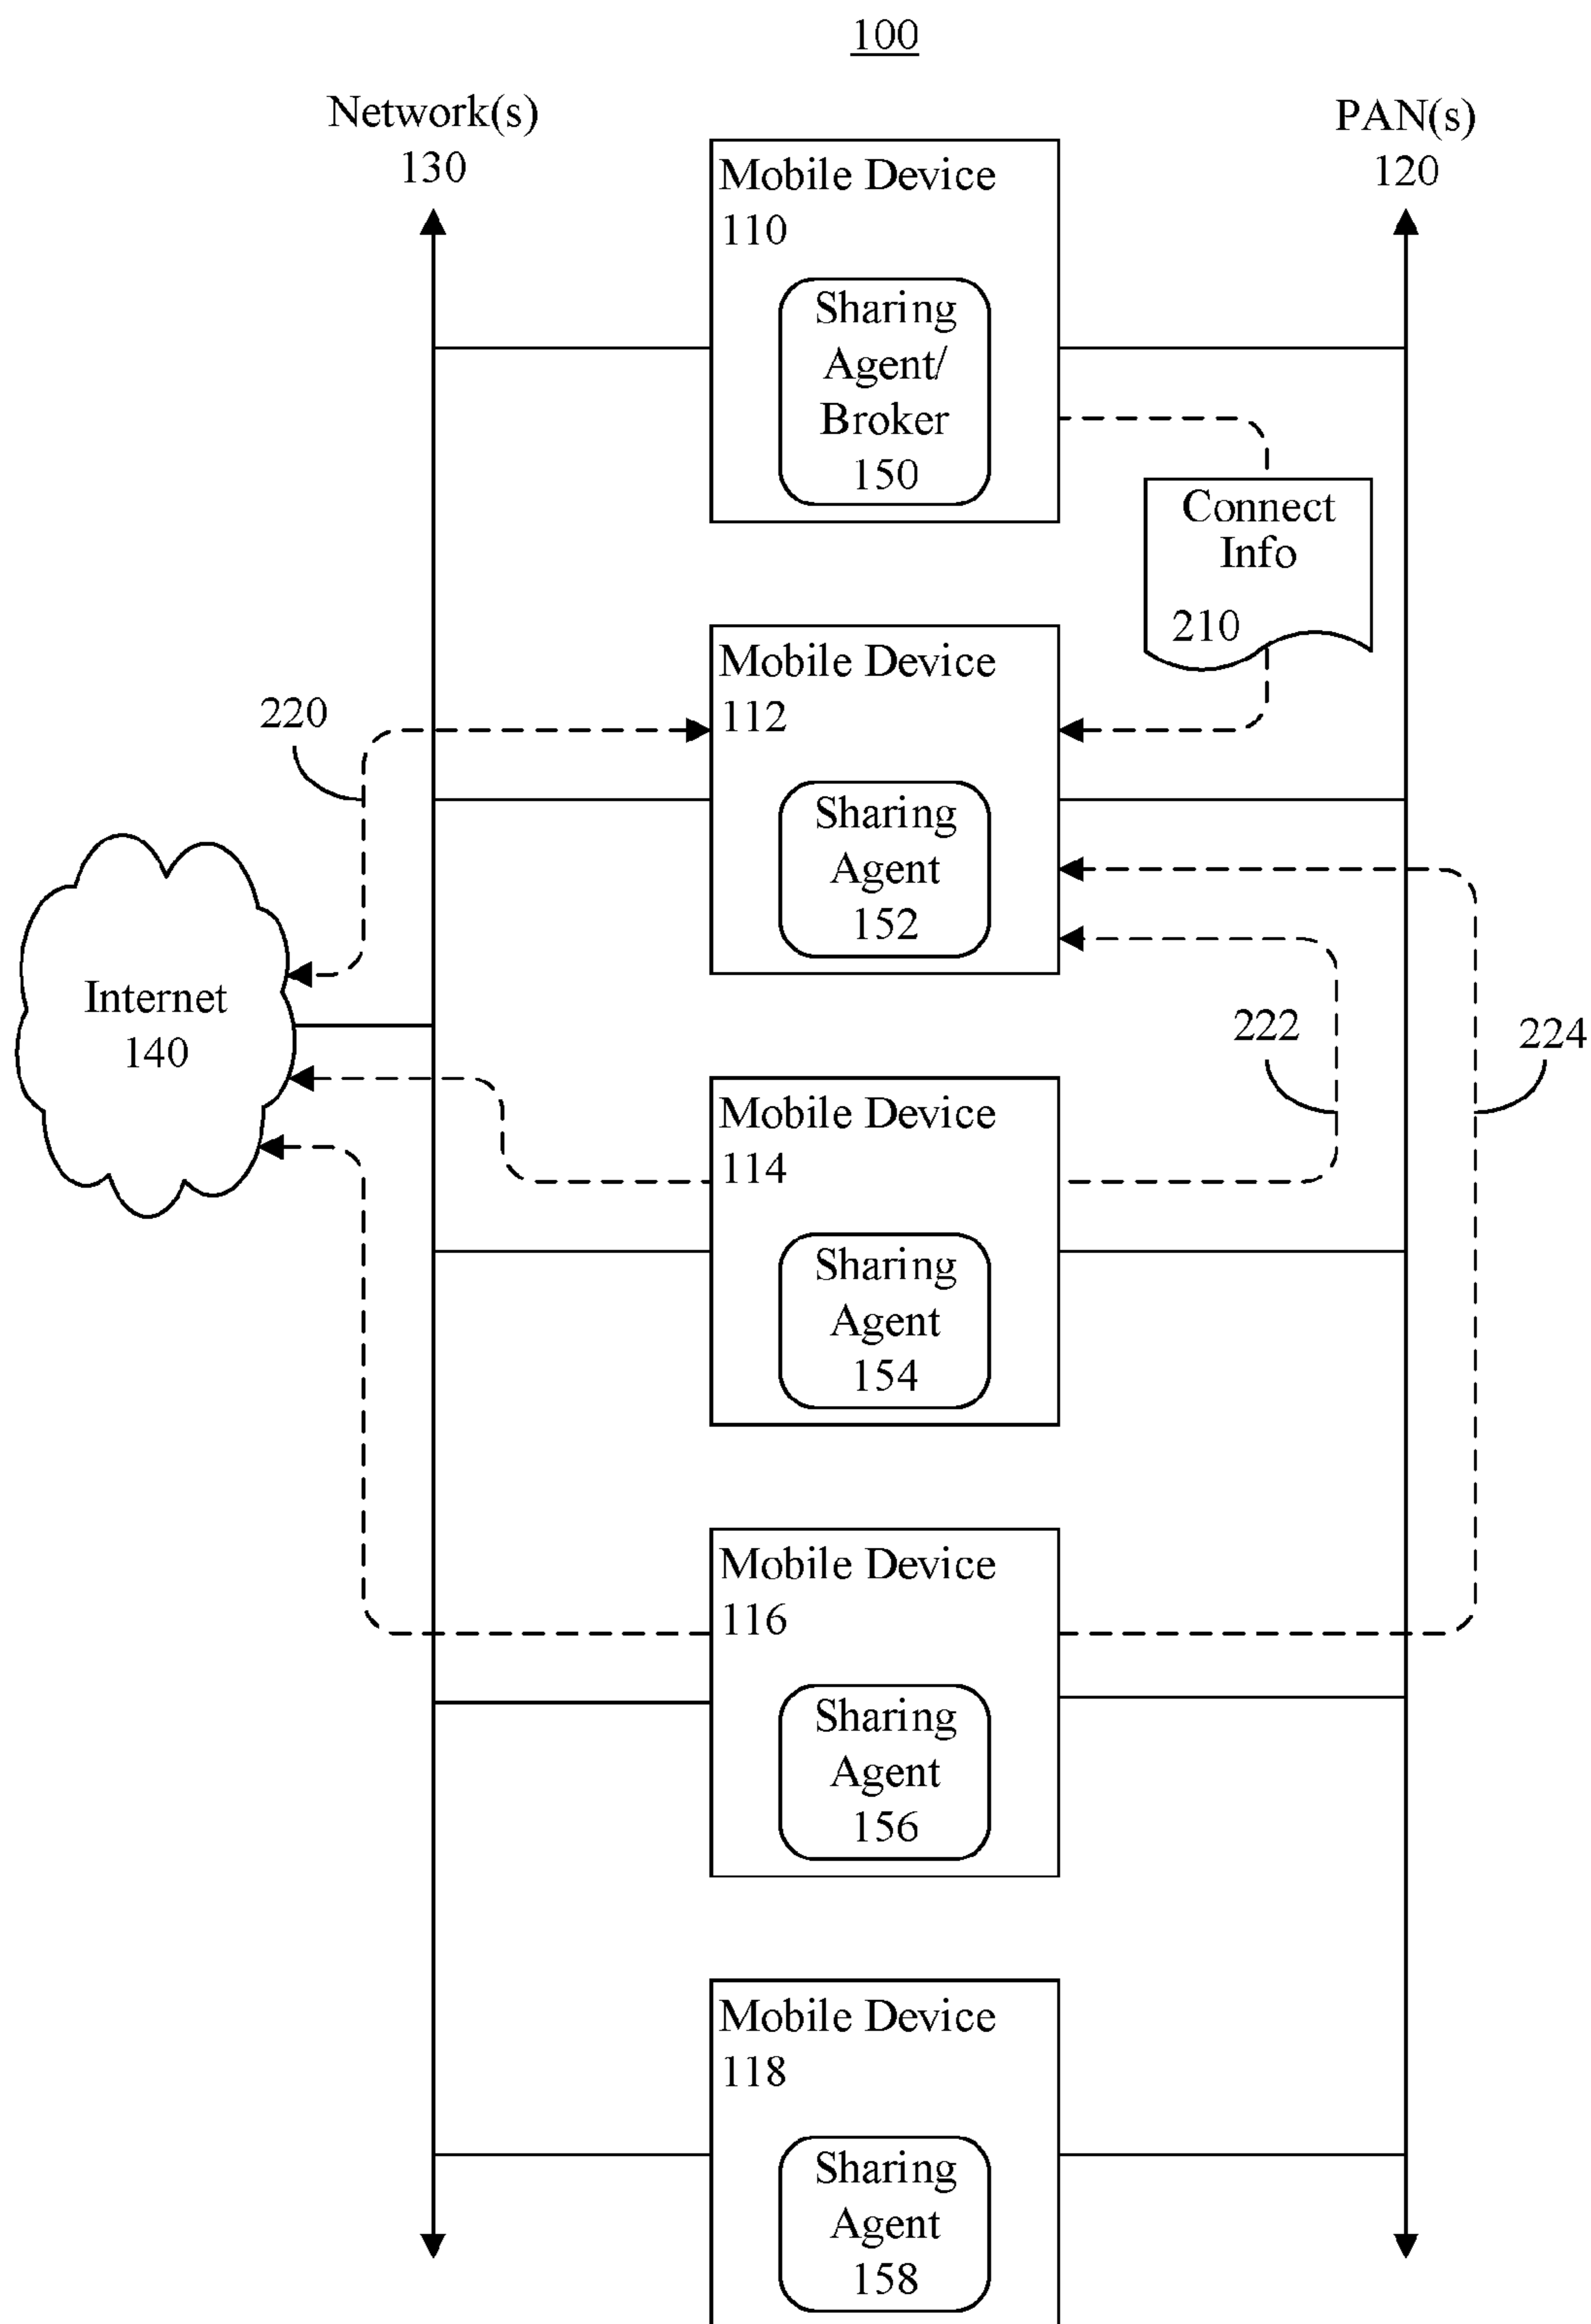 100
Network(s)
130
PAN(s)
120
Mobile Device
110
Sharing
Agent/
Broker
150
Connect
Info
210
Mobile Device
112
220
Sharing
Agent
152
Internet
140
222
224
Mobile Device
114
Sharing
Agent
154
Mobile Device
116
Sharing
Agent
156
Mobile Device
118
Sharing
Agent
158